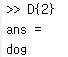 >> D{2}
ans =
dog